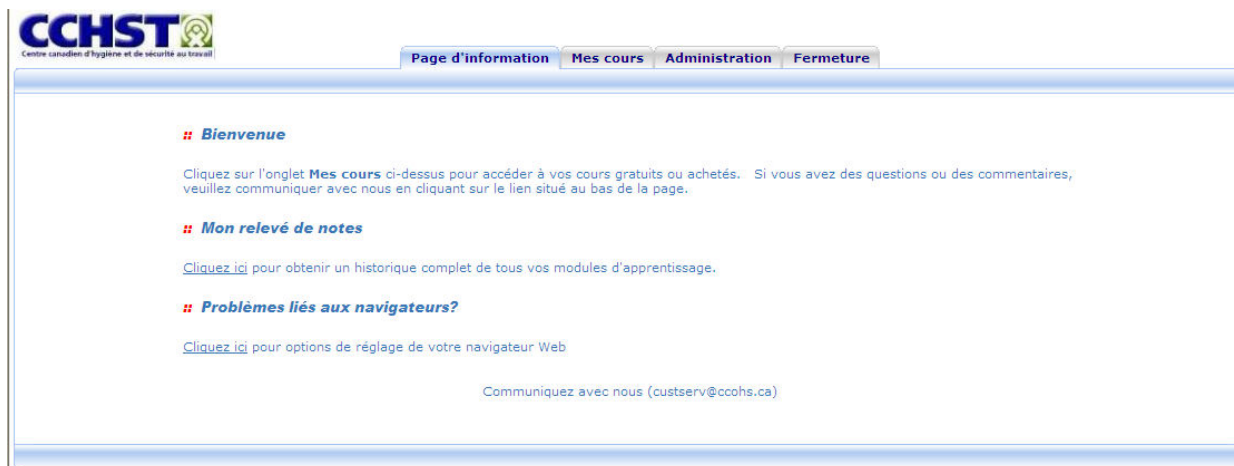 CCHST
Centre canadien d'hygiène et de sécurité au travail
Page d'information Mes cours Administration Fermeture
:: Bienvenue
Cliquez sur l'onglet Mes cours ci-dessus pour accéder à vos cours gratuits ou achetés. Si vous avez des questions ou des commentaires,
veuillez communiquer avec nous en cliquant sur le lien situé au bas de la page.
:: Mon relevé de notes
Cliquez ici pour obtenir un historique complet de tous vos modules d'apprentissage.
:: Problèmes liés aux navigateurs?
Cliquez ici pour options de réglage de votre navigateur Web
Communiquez avec nous (custserv@ccohs.ca)